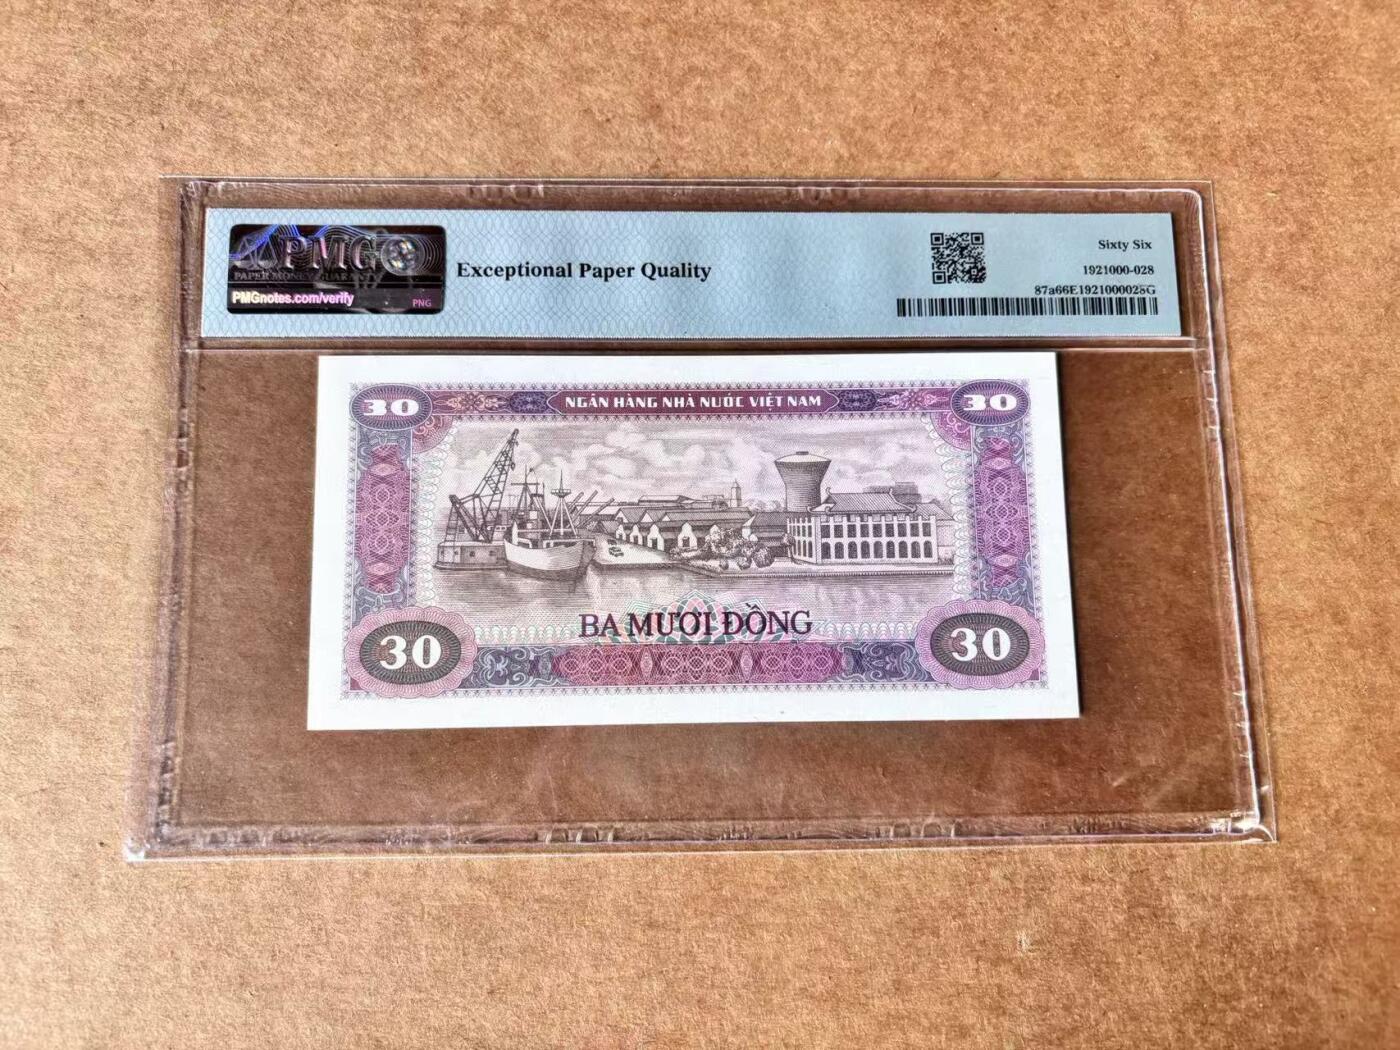 PMG
PAPER MONEY GUARANTY
PMGnotes.com/verify
PNG
Exceptional Paper Quality
Sixty Six
1921000-028
87a66E1921000028G
30
NGÂN HÀNG NHÀ NƯỚC VIỆT NAM
30
BA MƯƠI ĐỒNG
30
30